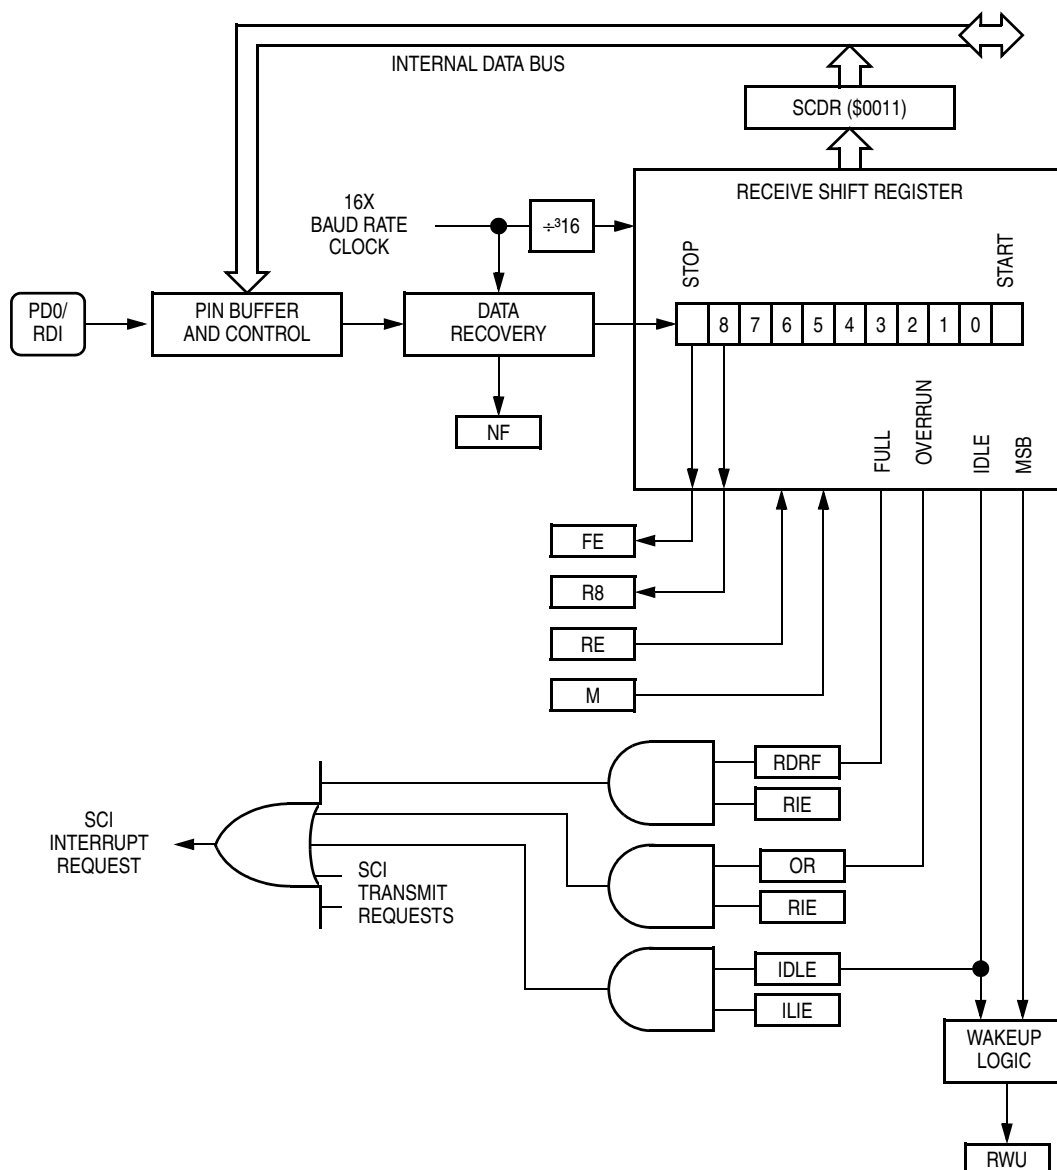 INTERNAL DATA BUS
SCDR ($0011)
RECEIVE SHIFT REGISTER
16X
BAUD RATE
CLOCK
÷³16
STOP
START
PD0/
RDI
PIN BUFFER
AND CONTROL
DATA
RECOVERY
8 7 6 5 4 3 2 1 0
NF
FULL
OVERRUN
IDLE
MSB
FE
R8
RE
M
RDRF
RIE
SCI
INTERRUPT
REQUEST
OR
RIE
SCI
TRANSMIT
REQUESTS
IDLE
ILIE
WAKEUP
LOGIC
RWU